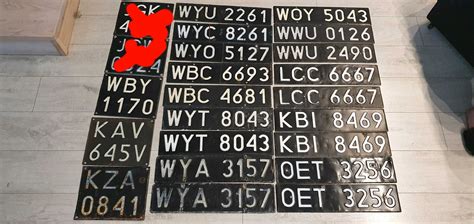 WBY
1170
KAV
645V
KZA
0841
WYU 2261
WYC 8261
WYO 5127
WBC 6693
WBC 4681
WYT 8043
WYT 8043
WYA 3157
WYA 3157
WOY 5043
WWU 0126
WWU 2490
LCC 6667
LCC 6667
KBI 8469
KBI 8469
OET 3256
OET 3256